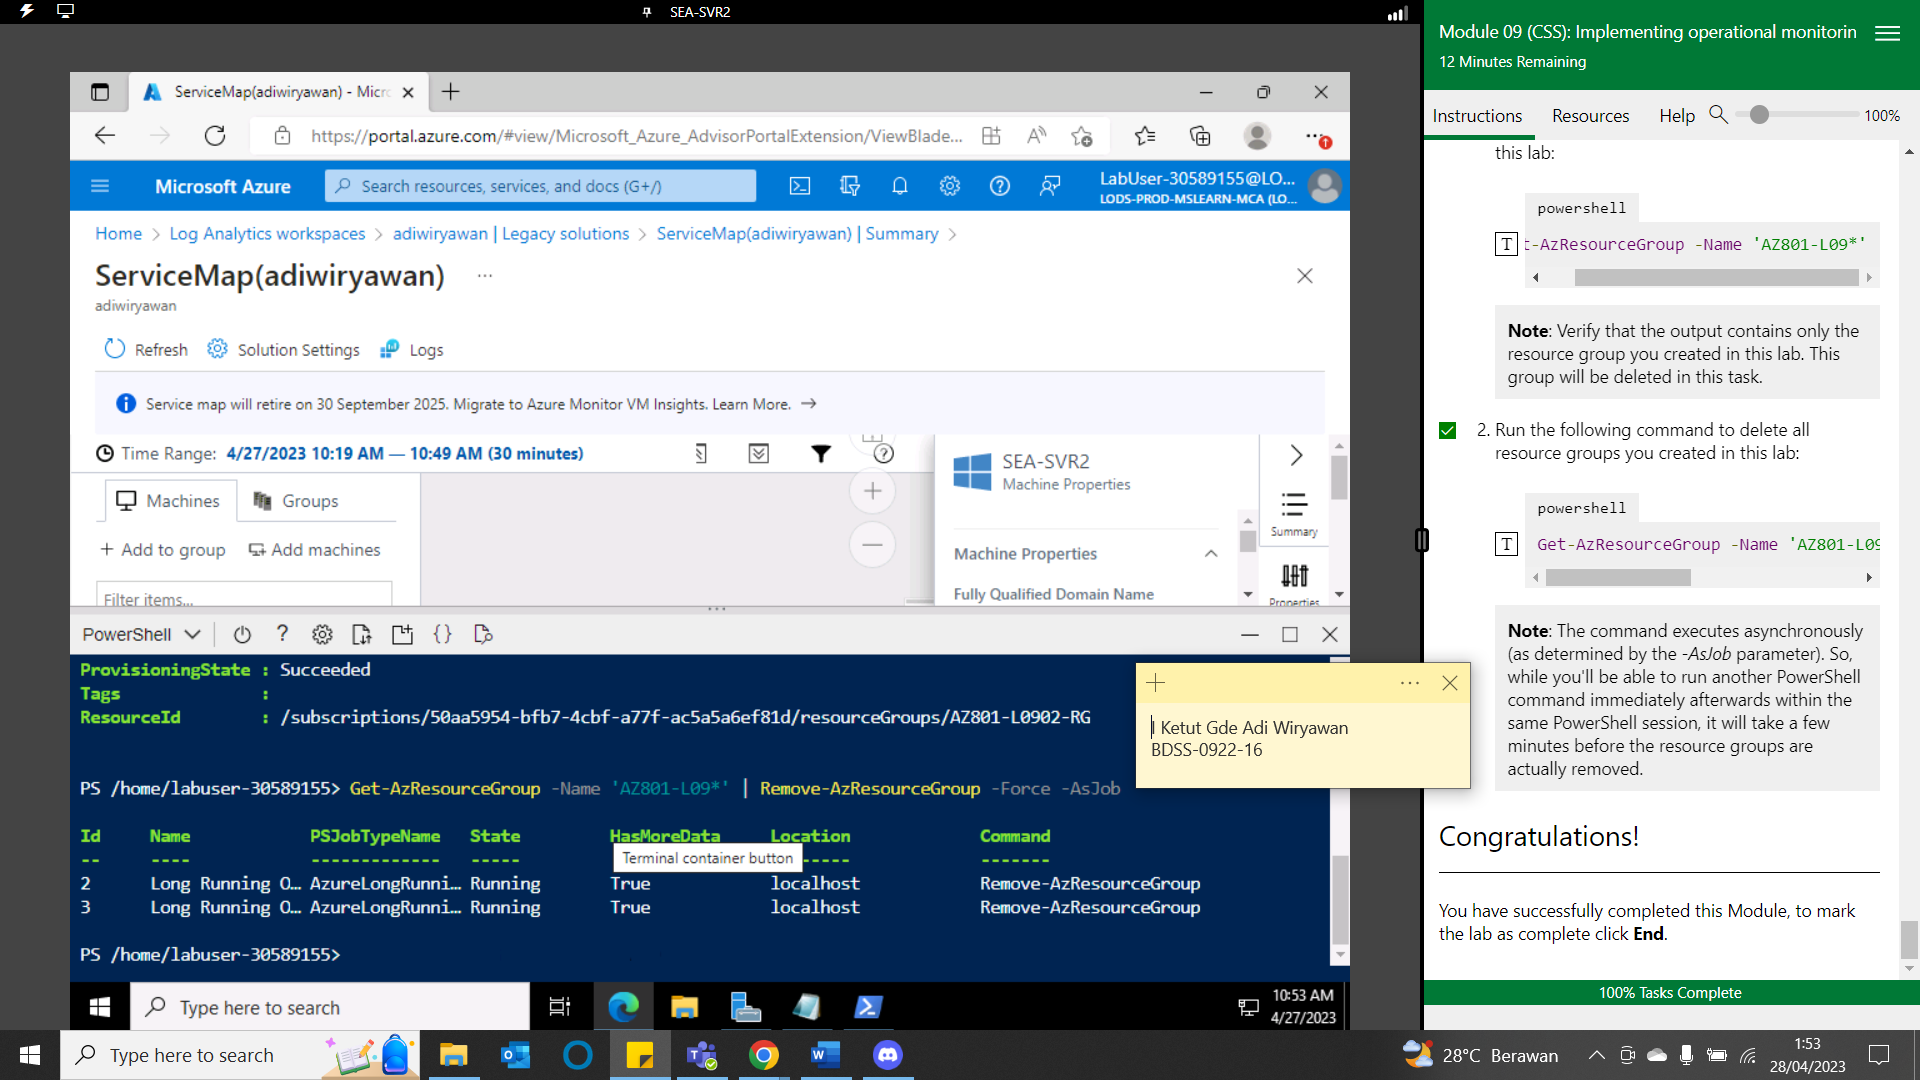 SEA-SVR2
ServiceMap(adiwiryawan) - Micr
https://portal.azure.com/#view/Microsoft_Azure_AdvisorPortalExtension/ViewBlade...
Microsoft Azure
Search resources, services, and docs (G+/)
LabUser-30589155@LO...
LODS-PROD-MSLEARN-MCA (LO...
Home > Log Analytics workspaces > adiwiryawan | Legacy solutions > ServiceMap(adiwiryawan) | Summary >
ServiceMap(adiwiryawan) ...
adiwiryawan
Refresh Solution Settings Logs
Service map will retire on 30 September 2025. Migrate to Azure Monitor VM Insights. Learn More. →
Time Range: 4/27/2023 10:19 AM — 10:49 AM (30 minutes)
Machines Groups
+ Add to group Add machines
Filter items...
SEA-SVR2
Machine Properties
Machine Properties
Fully Qualified Domain Name
Summary
Properties
PowerShell
ProvisioningState : Succeeded
Tags :
ResourceId : /subscriptions/50aa5954-bfb7-4cbf-a77f-ac5a5a6ef81d/resourceGroups/AZ801-L0902-RG
PS /home/labuser-30589155> Get-AzResourceGroup -Name 'AZ801-L09*' | Remove-AzResourceGroup -Force -AsJob
Id Name PSJobTypeName State HasMoreData Location Command
-- ---- ------------- ----- ----- -------
Terminal container button
2 Long Running O... AzureLongRunni... Running True localhost Remove-AzResourceGroup
3 Long Running O... AzureLongRunni... Running True localhost Remove-AzResourceGroup
PS /home/labuser-30589155>
I Ketut Gde Adi Wiryawan
BDSS-0922-16
Type here to search
10:53 AM
4/27/2023
Module 09 (CSS): Implementing operational monitorin
12 Minutes Remaining
Instructions Resources Help 100%
this lab:
powershell
T t-AzResourceGroup -Name 'AZ801-L09*'
Note: Verify that the output contains only the
resource group you created in this lab. This
group will be deleted in this task.
2. Run the following command to delete all
resource groups you created in this lab:
powershell
T Get-AzResourceGroup -Name 'AZ801-L09
Note: The command executes asynchronously
(as determined by the -AsJob parameter). So,
while you'll be able to run another PowerShell
command immediately afterwards within the
same PowerShell session, it will take a few
minutes before the resource groups are
actually removed.
Congratulations!
You have successfully completed this Module, to mark
the lab as complete click End.
100% Tasks Complete
Type here to search
28°C Berawan
1:53
28/04/2023